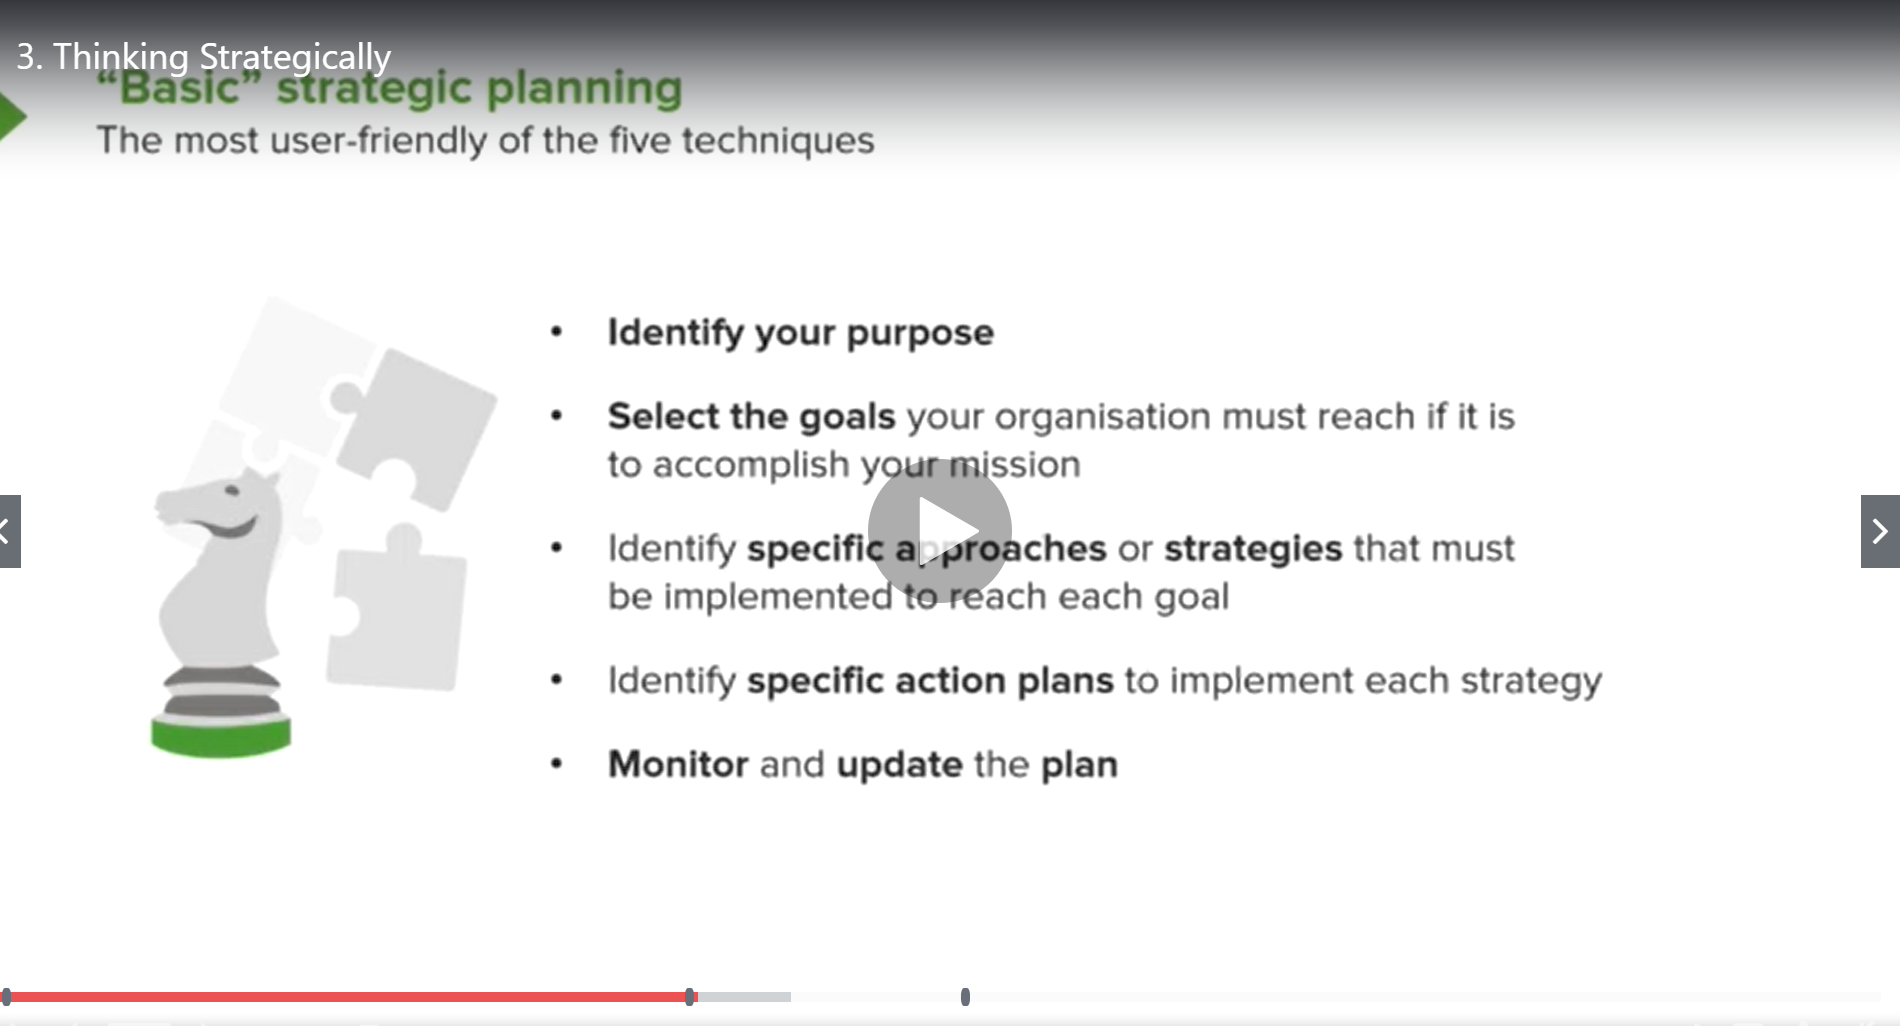 3. Thinking Strategically
“Basic” strategic planning
The most user-friendly of the five techniques
• Identify your purpose
• Select the goals your organisation must reach if it is
to accomplish your mission
• Identify specific approaches or strategies that must
be implemented to reach each goal
• Identify specific action plans to implement each strategy
• Monitor and update the plan